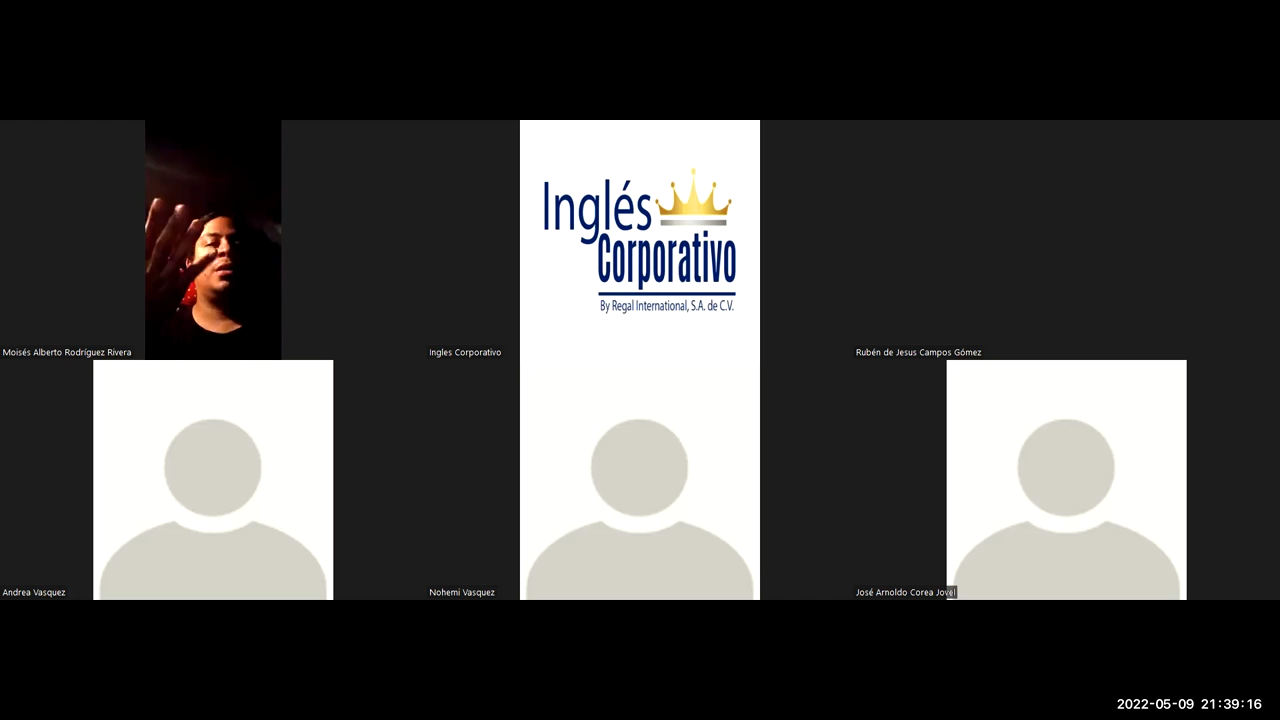 Inglés
Corporativo
By Regal International, S.A. de C.V.
Moisés Alberto Rodríguez Rivera
Ingles Corporativo
Rubén de Jesus Campos Gómez
Andrea Vasquez
Nohemi Vasquez
José Arnoldo Corea Jovel
2022-05-09 21:39:16